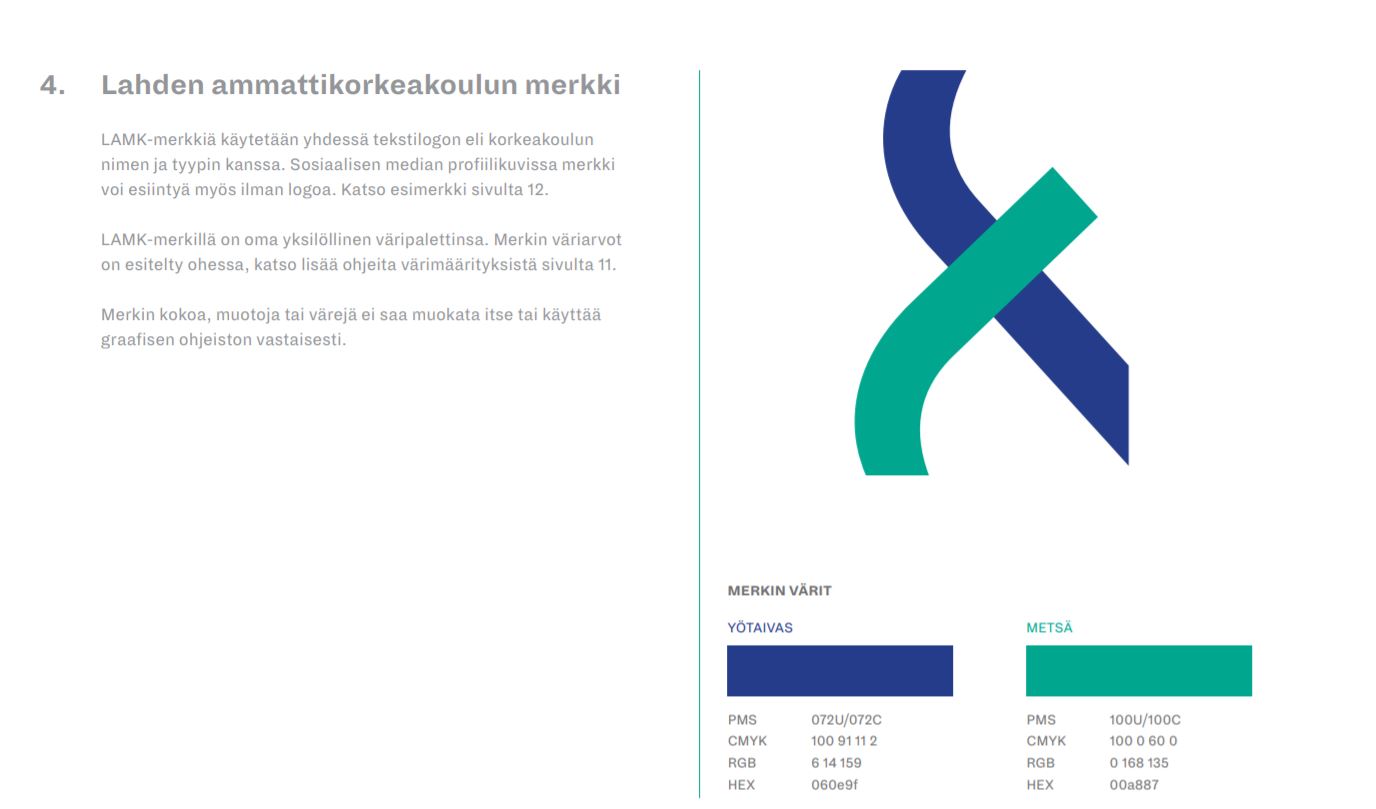 4. Lahden ammattikorkeakoulun merkki
LAMK-merkkiä käytetään yhdessä tekstilogon eli korkeakoulun
nimen ja tyypin kanssa. Sosiaalisen median profiilikuvissa merkki
voi esiintyä myös ilman logoa. Katso esimerkki sivulta 12.
LAMK-merkillä on oma yksilöllinen väripalettinsa. Merkin väriarvot
on esitelty ohessa, katso lisää ohjeita värimäärityksistä sivulta 11.
Merkin kokoa, muotoja tai värejä ei saa muokata itse tai käyttää
graafisen ohjeiston vastaisesti.
MERKIN VÄRIT
YÖTAIVAS
PMS 072U/072C
CMYK 100 91 11 2
RGB 6 14 159
HEX 060e9f
METSÄ
PMS 100U/100C
CMYK 100 0 60 0
RGB 0 168 135
HEX 00a887